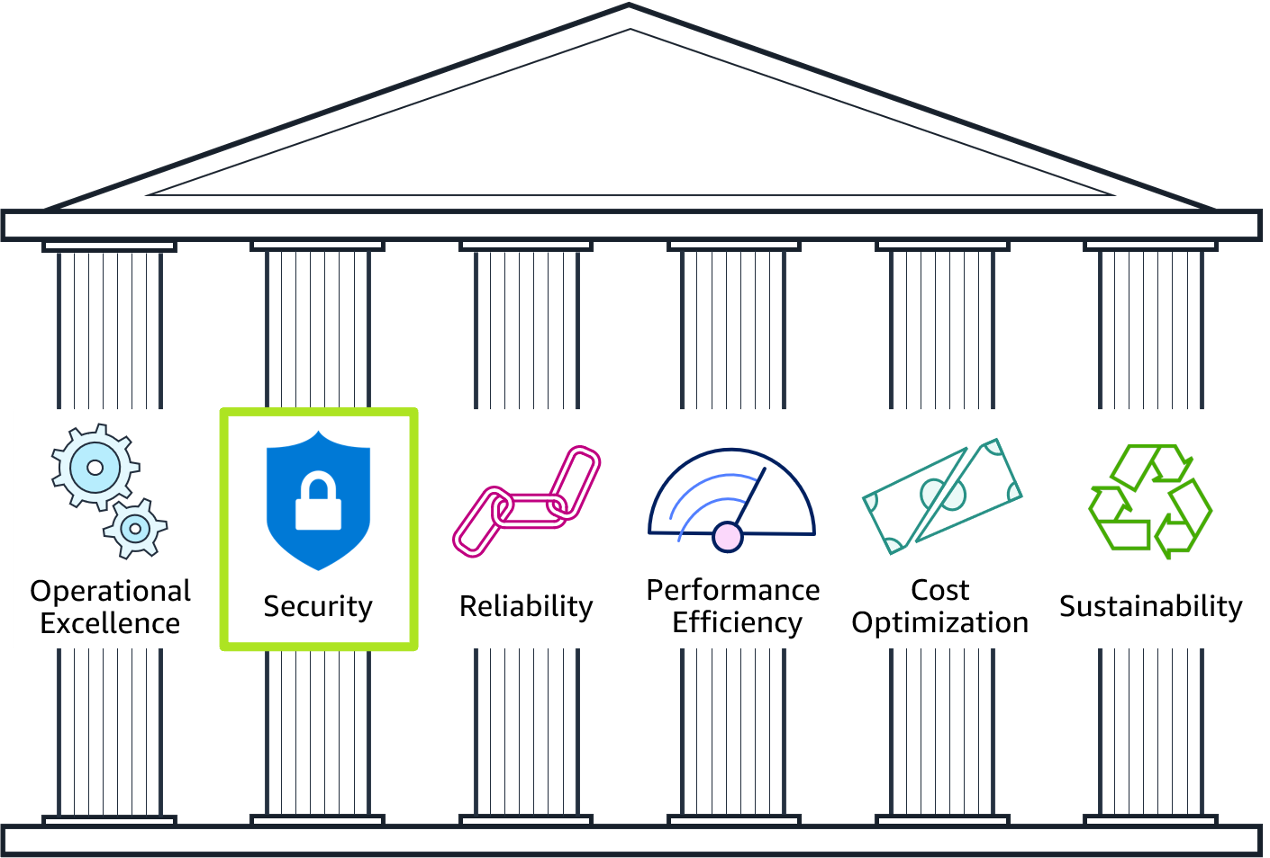 Operational
Excellence
Security
Reliability
Performance
Efficiency
Cost
Optimization
Sustainability